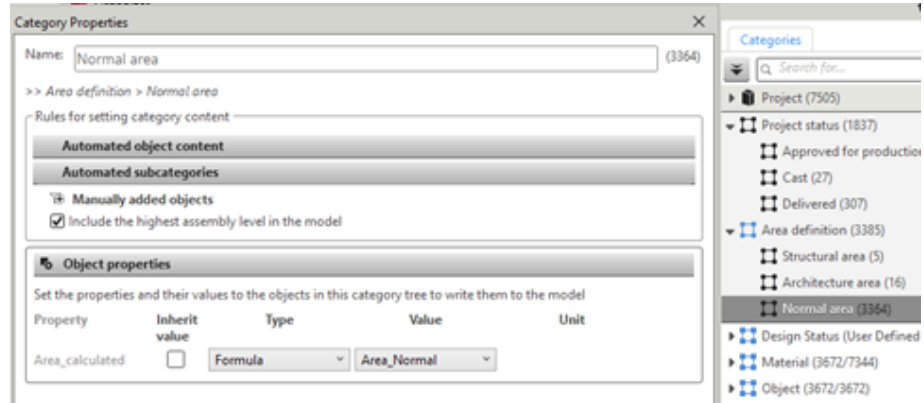 Category Properties
Name: Normal area (3364)
>> Area definition > Normal area
Rules for setting category content
Automated object content
Automated subcategories
Manually added objects
Include the highest assembly level in the model
Object properties
Set the properties and their values to the objects in this category tree to write them to the model
Property Inherit value Type Value Unit
Area_calculated Formula Area_Normal
Categories
Search for...
Project (7505)
Project status (1837)
Approved for production
Cast (27)
Delivered (307)
Area definition (3385)
Structural area (5)
Architecture area (16)
Normal area (3364)
Design Status (User Defined
Material (3672/7344)
Object (3672/3672)